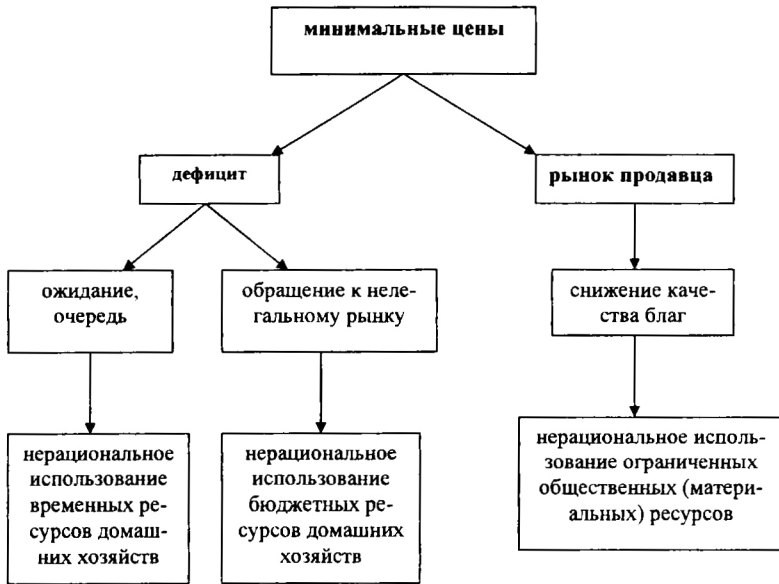 минимальные цены
дефицит
рынок продавца
ожидание,
очередь
обращение к неле-
гальному рынку
снижение каче-
ства благ
нерациональное
использование
временных ре-
сурсов домаш-
них хозяйств
нерациональное
использование
бюджетных ре-
сурсов домашних
хозяйств
нерациональное исполь-
зование ограниченных
общественных (матери-
альных) ресурсов